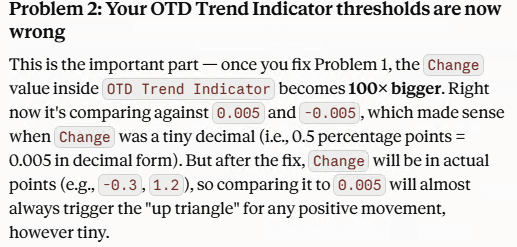 Problem 2: Your OTD Trend Indicator thresholds are now
wrong
This is the important part — once you fix Problem 1, the Change
value inside OTD Trend Indicator becomes 100× bigger. Right
now it's comparing against 0.005 and -0.005, which made sense
when Change was a tiny decimal (i.e., 0.5 percentage points =
0.005 in decimal form). But after the fix, Change will be in actual
points (e.g., -0.3, 1.2), so comparing it to 0.005 will almost
always trigger the "up triangle" for any positive movement,
however tiny.